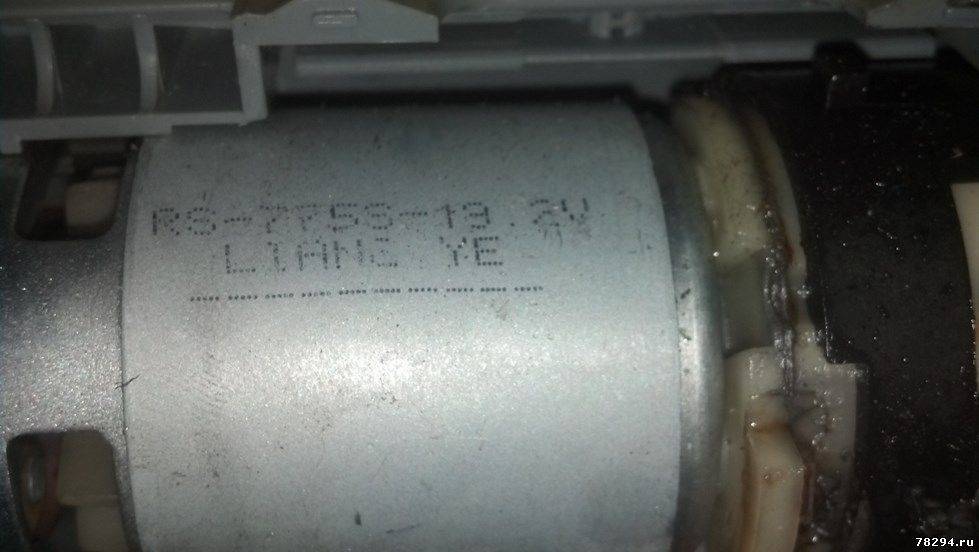 RS-775S-19.2V
LIANG YE
78294.ru